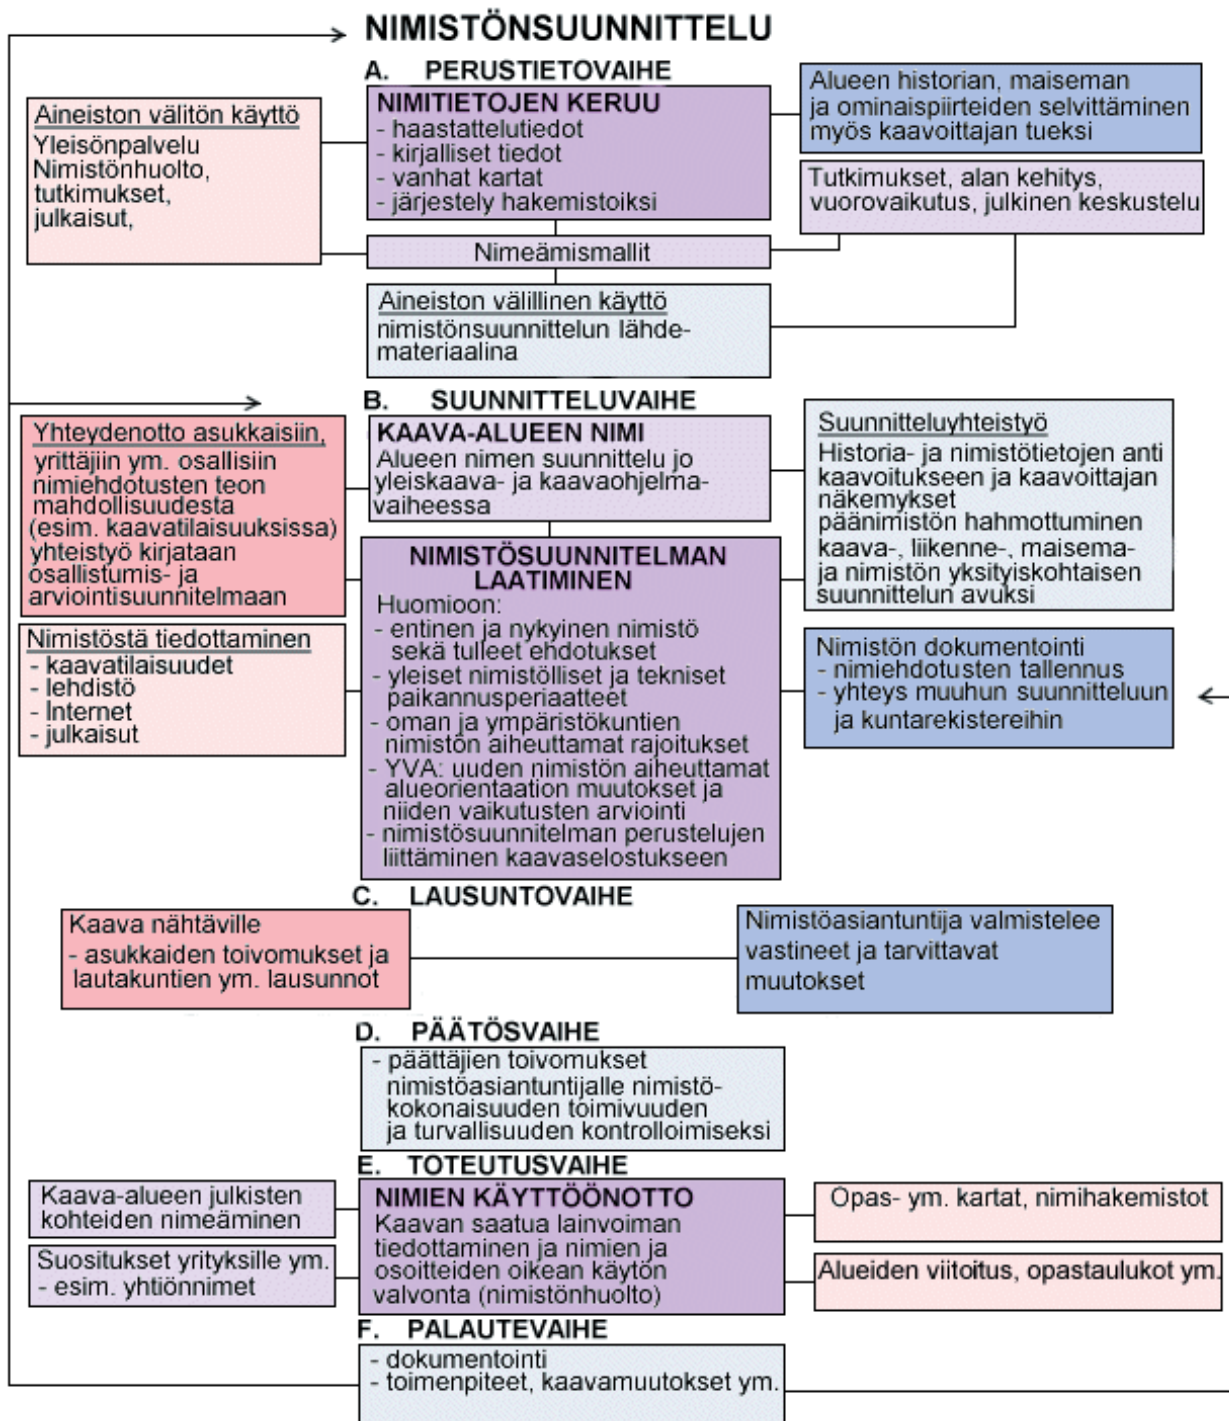 NIMISTÖNSUUNNITTELU
A. PERUSTIETOVAIHE
Aineiston välitön käyttö
Yleisönpalvelu
Nimistönhuolto,
tutkimukset,
julkaisut,
NIMITIETOJEN KERUU
- haastattelutiedot
- kirjalliset tiedot
- vanhat kartat
- järjestely hakemistoiksi
Alueen historian, maiseman
ja ominaispiirteiden selvittäminen
myös kaavoittajan tueksi
Tutkimukset, alan kehitys,
vuorovaikutus, julkinen keskustelu
Nimeämismallit
Aineiston välillinen käyttö
nimistönsuunnittelun lähde-
materiaalina
B. SUUNNITTELUVAIHE
Yhteydenotto asukkaisiin,
yrittäjiin ym. osallisiin
nimiehdotusten teon
mahdollisuudesta
(esim. kaavatilaisuuksissa)
yhteistyö kirjataan
osallistumis- ja
arviointisuunnitelmaan
KAAVA-ALUEEN NIMI
Alueen nimen suunnittelu jo
yleiskaava- ja kaavaohjelma-
vaiheessa
Suunnitteluyhteistyö
Historia- ja nimistötietojen anti
kaavoitukseen ja kaavoittajan
näkemykset
päänimistön hahmottuminen
kaava-, liikenne-, maisema-
ja nimistön yksityiskohtaisen
suunnittelun avuksi
Nimistöstä tiedottaminen
- kaavatilaisuudet
- lehdistö
- Internet
- julkaisut
NIMISTÖSUUNNITELMAN
LAATIMINEN
Huomioon:
- entinen ja nykyinen nimistö
sekä tulleet ehdotukset
- yleiset nimistölliset ja tekniset
paikannusperiaatteet
- oman ja ympäristökuntien
nimistön aiheuttamat rajoitukset
- YVA: uuden nimistön aiheuttamat
alueorientaation muutokset ja
niiden vaikutusten arviointi
- nimistösuunnitelman perustelujen
liittäminen kaavaselostukseen
Nimistön dokumentointi
- nimiehdotusten tallennus
- yhteys muuhun suunnitteluun
ja kuntarekistereihin
C. LAUSUNTOVAIHE
Kaava nähtäville
- asukkaiden toivomukset ja
lautakuntien ym. lausunnot
Nimistöasiantuntija valmistelee
vastineet ja tarvittavat
muutokset
D. PÄÄTÖSVAIHE
- päättäjien toivomukset
nimistöasiantuntijalle nimistö-
kokonaisuuden toimivuuden
ja turvallisuuden kontrolloimiseksi
E. TOTEUTUSVAIHE
Kaava-alueen julkisten
kohteiden nimeäminen
Suositukset yrityksille ym.
- esim. yhtiönnimet
NIMIEN KÄYTTÖÖNOTTO
Kaavan saatua lainvoiman
tiedottaminen ja nimien ja
osoitteiden oikean käytön
valvonta (nimistönhuolto)
Opas- ym. kartat, nimihakemistot
Alueiden viitoitus, opastaulukot ym.
F. PALAUTEVAIHE
- dokumentointi
- toimenpiteet, kaavamuutokset ym.